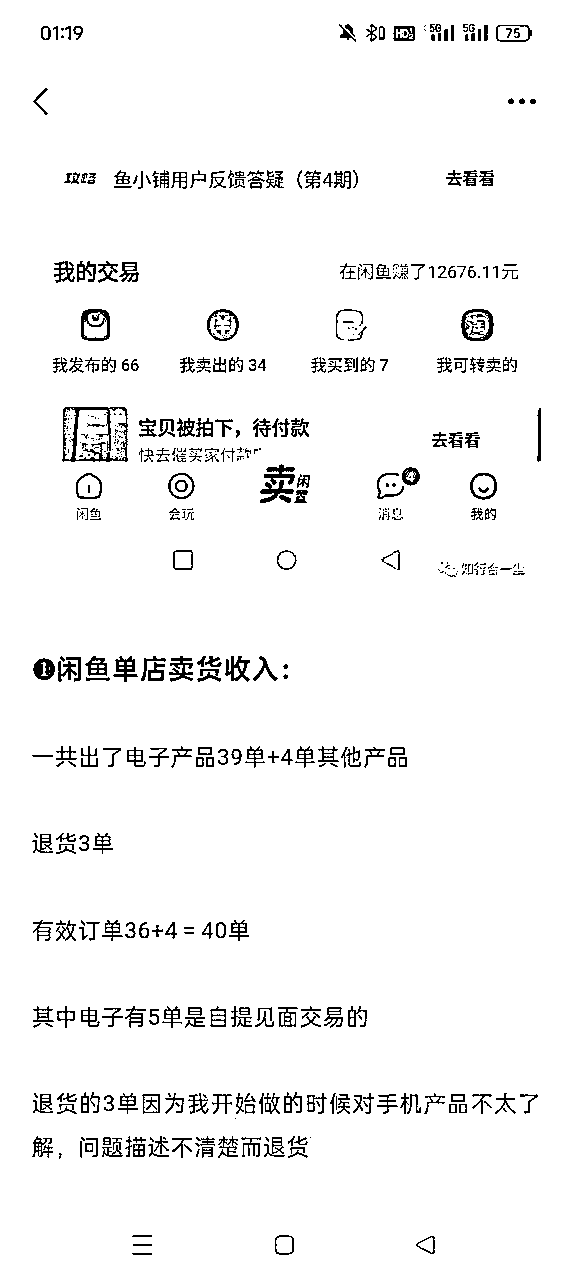 01:19
HD
5G
5G
75
鱼小铺用户反馈答疑（第4期）
去看看
我的交易
在闲鱼赚了12676.11元
我发布的 66
我卖出的 34
我买到的 7
我可转卖的
宝贝被拍下，待付款
去看看
快去催买家付款
卖闲置
4
闲鱼
会玩
消息
我的
知行合一尘
❶闲鱼单店卖货收入：
一共出了电子产品39单+4单其他产品
退货3单
有效订单36+4 = 40单
其中电子有5单是自提见面交易的
退货的3单因为我开始做的时候对手机产品不太了
解，问题描述不清楚而退货